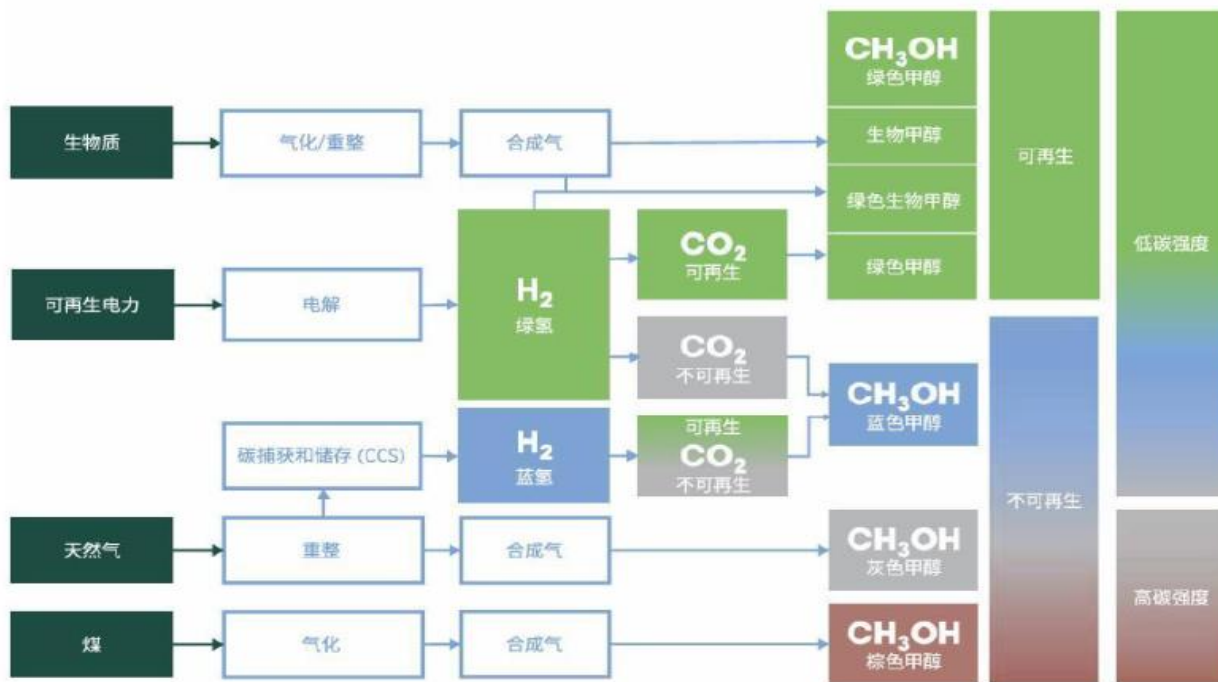 CH₃OH
绿色甲醇
生物质
气化/重整
合成气
生物甲醇
可再生
绿色生物甲醇
低碳强度
可再生电力
电解
H₂
绿氢
CO₂
可再生
绿色甲醇
CO₂
不可再生
CH₃OH
蓝色甲醇
碳捕获和储存 (CCS)
H₂
蓝氢
可再生
CO₂
不可再生
不可再生
天然气
重整
合成气
CH₃OH
灰色甲醇
高碳强度
煤
气化
合成气
CH₃OH
棕色甲醇